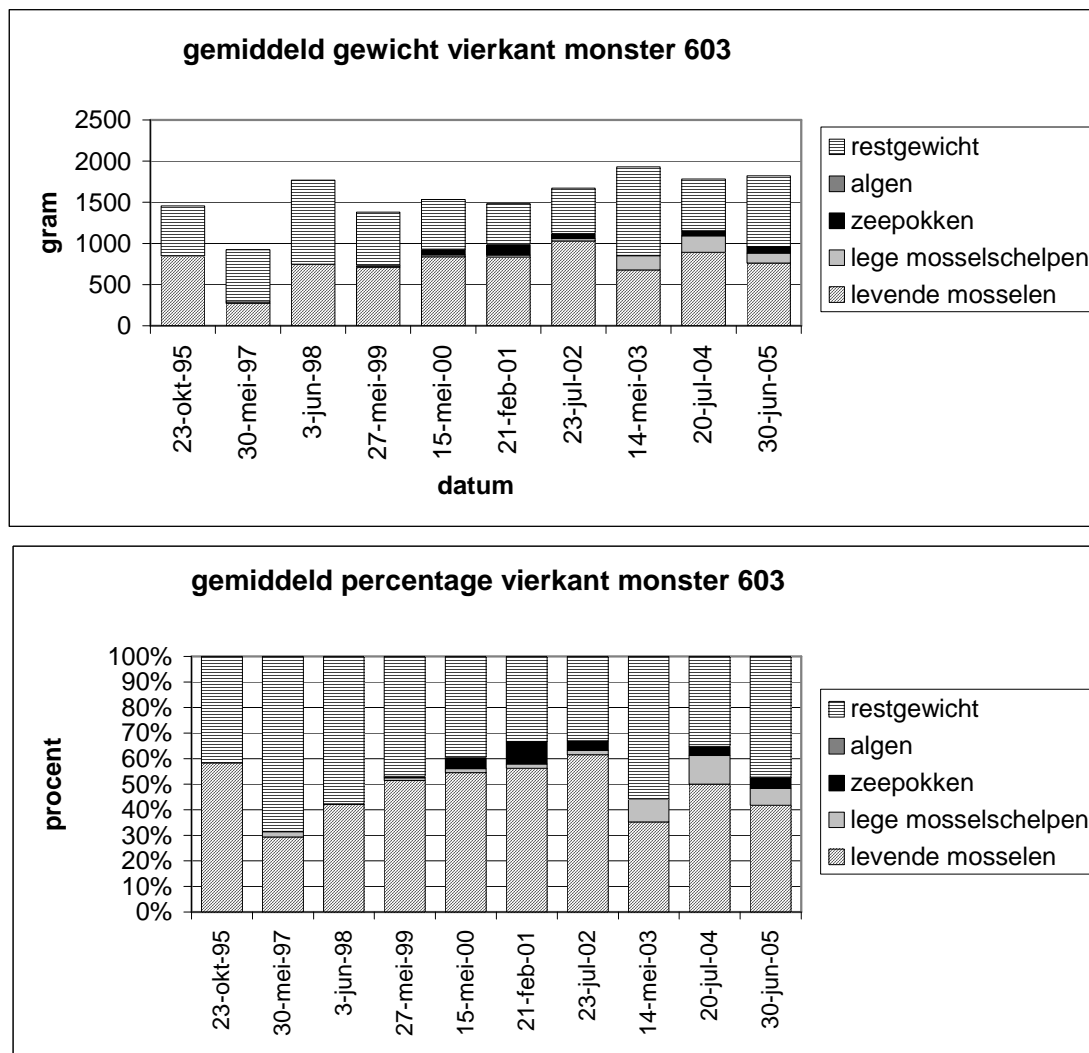 gemiddeld gewicht vierkant monster 603
2500
2000
1500
1000
500
0
gram
23-okt-95
30-mei-97
3-jun-98
27-mei-99
15-mei-00
21-feb-01
23-jul-02
14-mei-03
20-jul-04
30-jun-05
datum
restgewicht
algen
zeepokken
lege mosselschelpen
levende mosselen
gemiddeld percentage vierkant monster 603
100%
90%
80%
70%
60%
50%
40%
30%
20%
10%
0%
procent
23-okt-95
30-mei-97
3-jun-98
27-mei-99
15-mei-00
21-feb-01
23-jul-02
14-mei-03
20-jul-04
30-jun-05
restgewicht
algen
zeepokken
lege mosselschelpen
levende mosselen